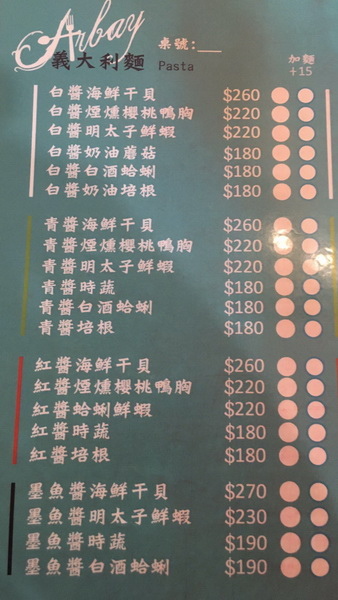 Arbay
桌號:__
義大利麵 Pasta
加麵
+15
白醬海鮮干貝 $260
白醬煙燻櫻桃鴨胸 $220
白醬明太子鮮蝦 $220
白醬奶油蘑菇 $180
白醬白酒蛤蜊 $180
白醬奶油培根 $180
青醬海鮮干貝 $260
青醬煙燻櫻桃鴨胸 $220
青醬明太子鮮蝦 $220
青醬時蔬 $180
青醬白酒蛤蜊 $180
青醬培根 $180
紅醬海鮮干貝 $260
紅醬煙燻櫻桃鴨胸 $220
紅醬蛤蜊鮮蝦 $220
紅醬時蔬 $180
紅醬培根 $180
墨魚醬海鮮干貝 $270
墨魚醬明太子鮮蝦 $230
墨魚醬時蔬 $190
墨魚醬白酒蛤蜊 $190